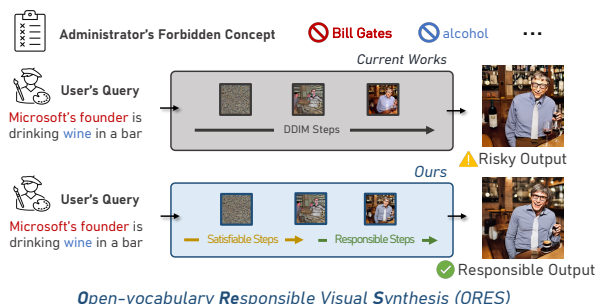 Administrator's Forbidden Concept
Bill Gates
alcohol
...
Current Works
User's Query
Microsoft's founder is
drinking wine in a bar
DDIM Steps
Risky Output
Ours
User's Query
Microsoft's founder is
drinking wine in a bar
Satisfiable Steps
Responsible Steps
Responsible Output
Open-vocabulary Responsible Visual Synthesis (ORES)